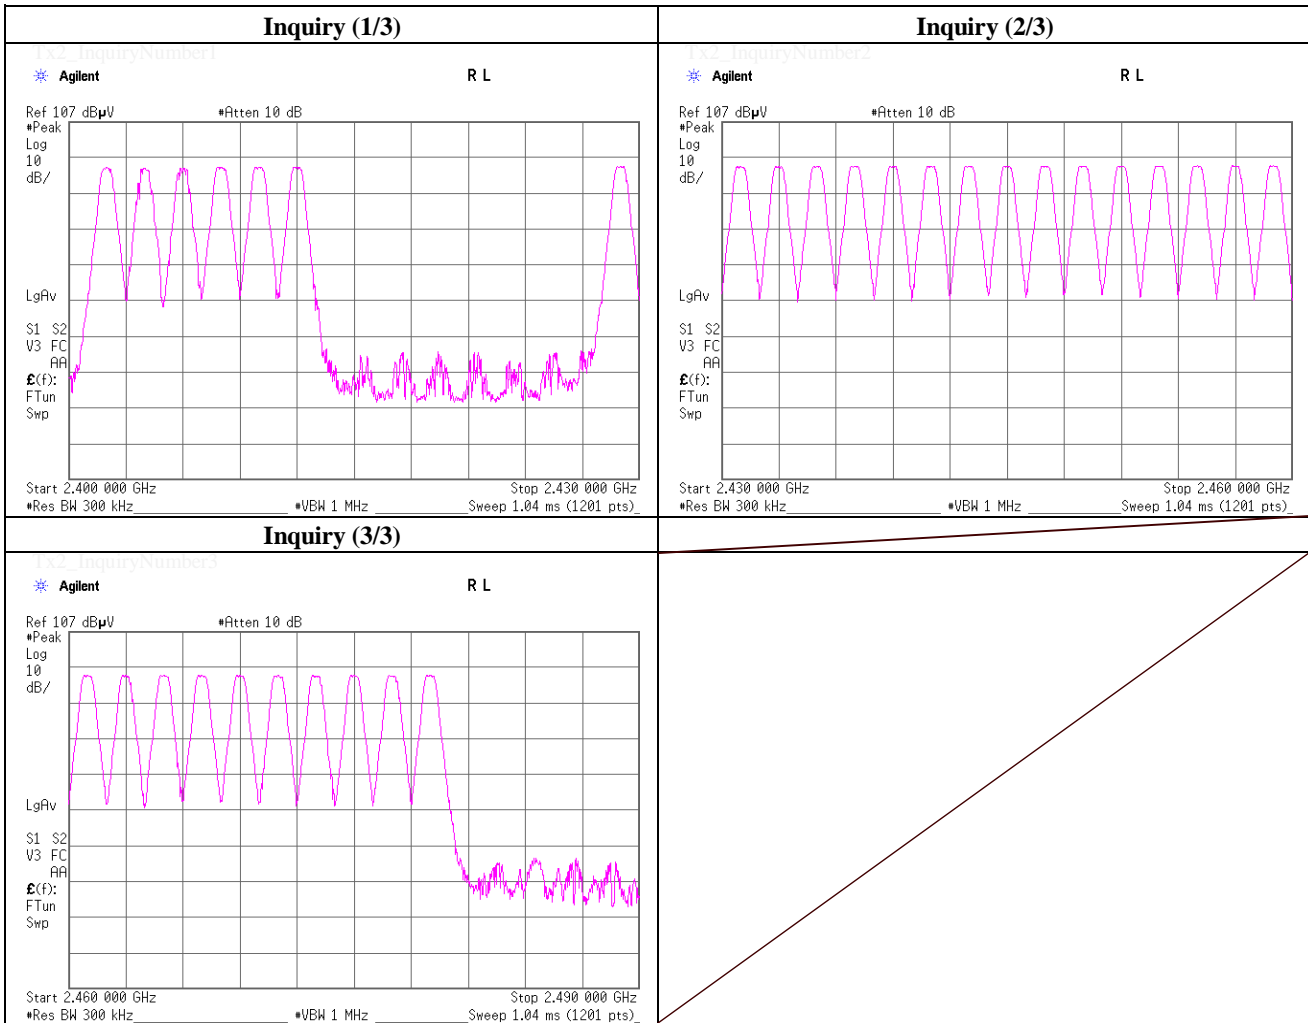 Inquiry (1/3)
Tx2_InquiryNumber1
Agilent R L
Ref 107 dBµV #Atten 10 dB
#Peak
Log
10
dB/
LgAv
S1 S2
V3 FC
AA
£(f):
FTun
Swp
Start 2.400 000 GHz Stop 2.430 000 GHz
#Res BW 300 kHz #VBW 1 MHz Sweep 1.04 ms (1201 pts)
Inquiry (2/3)
Tx2_InquiryNumber2
Agilent R L
Ref 107 dBµV #Atten 10 dB
#Peak
Log
10
dB/
LgAv
S1 S2
V3 FC
AA
£(f):
FTun
Swp
Start 2.430 000 GHz Stop 2.460 000 GHz
#Res BW 300 kHz #VBW 1 MHz Sweep 1.04 ms (1201 pts)
Inquiry (3/3)
Tx2_InquiryNumber3
Agilent R L
Ref 107 dBµV #Atten 10 dB
#Peak
Log
10
dB/
LgAv
S1 S2
V3 FC
AA
£(f):
FTun
Swp
Start 2.460 000 GHz Stop 2.490 000 GHz
#Res BW 300 kHz #VBW 1 MHz Sweep 1.04 ms (1201 pts)